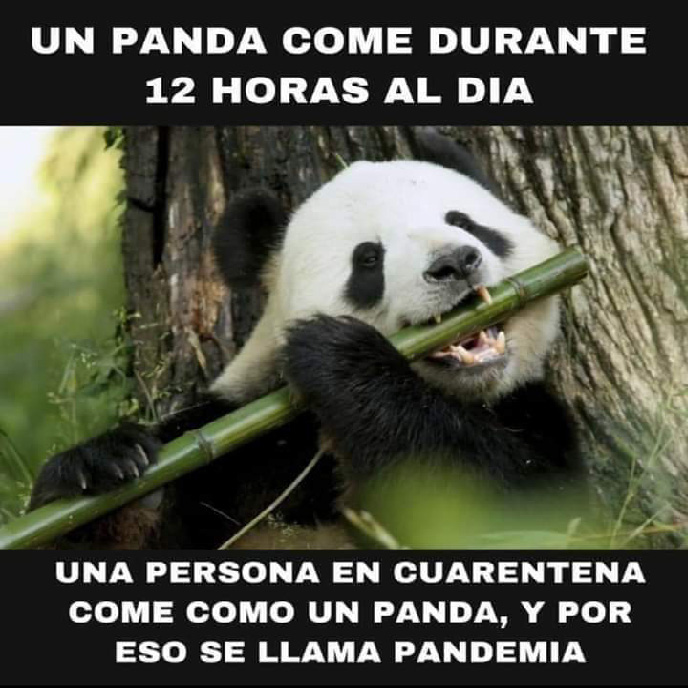 UN PANDA COME DURANTE
12 HORAS AL DIA
UNA PERSONA EN CUARENTENA
COME COMO UN PANDA, Y POR
ESO SE LLAMA PANDEMIA